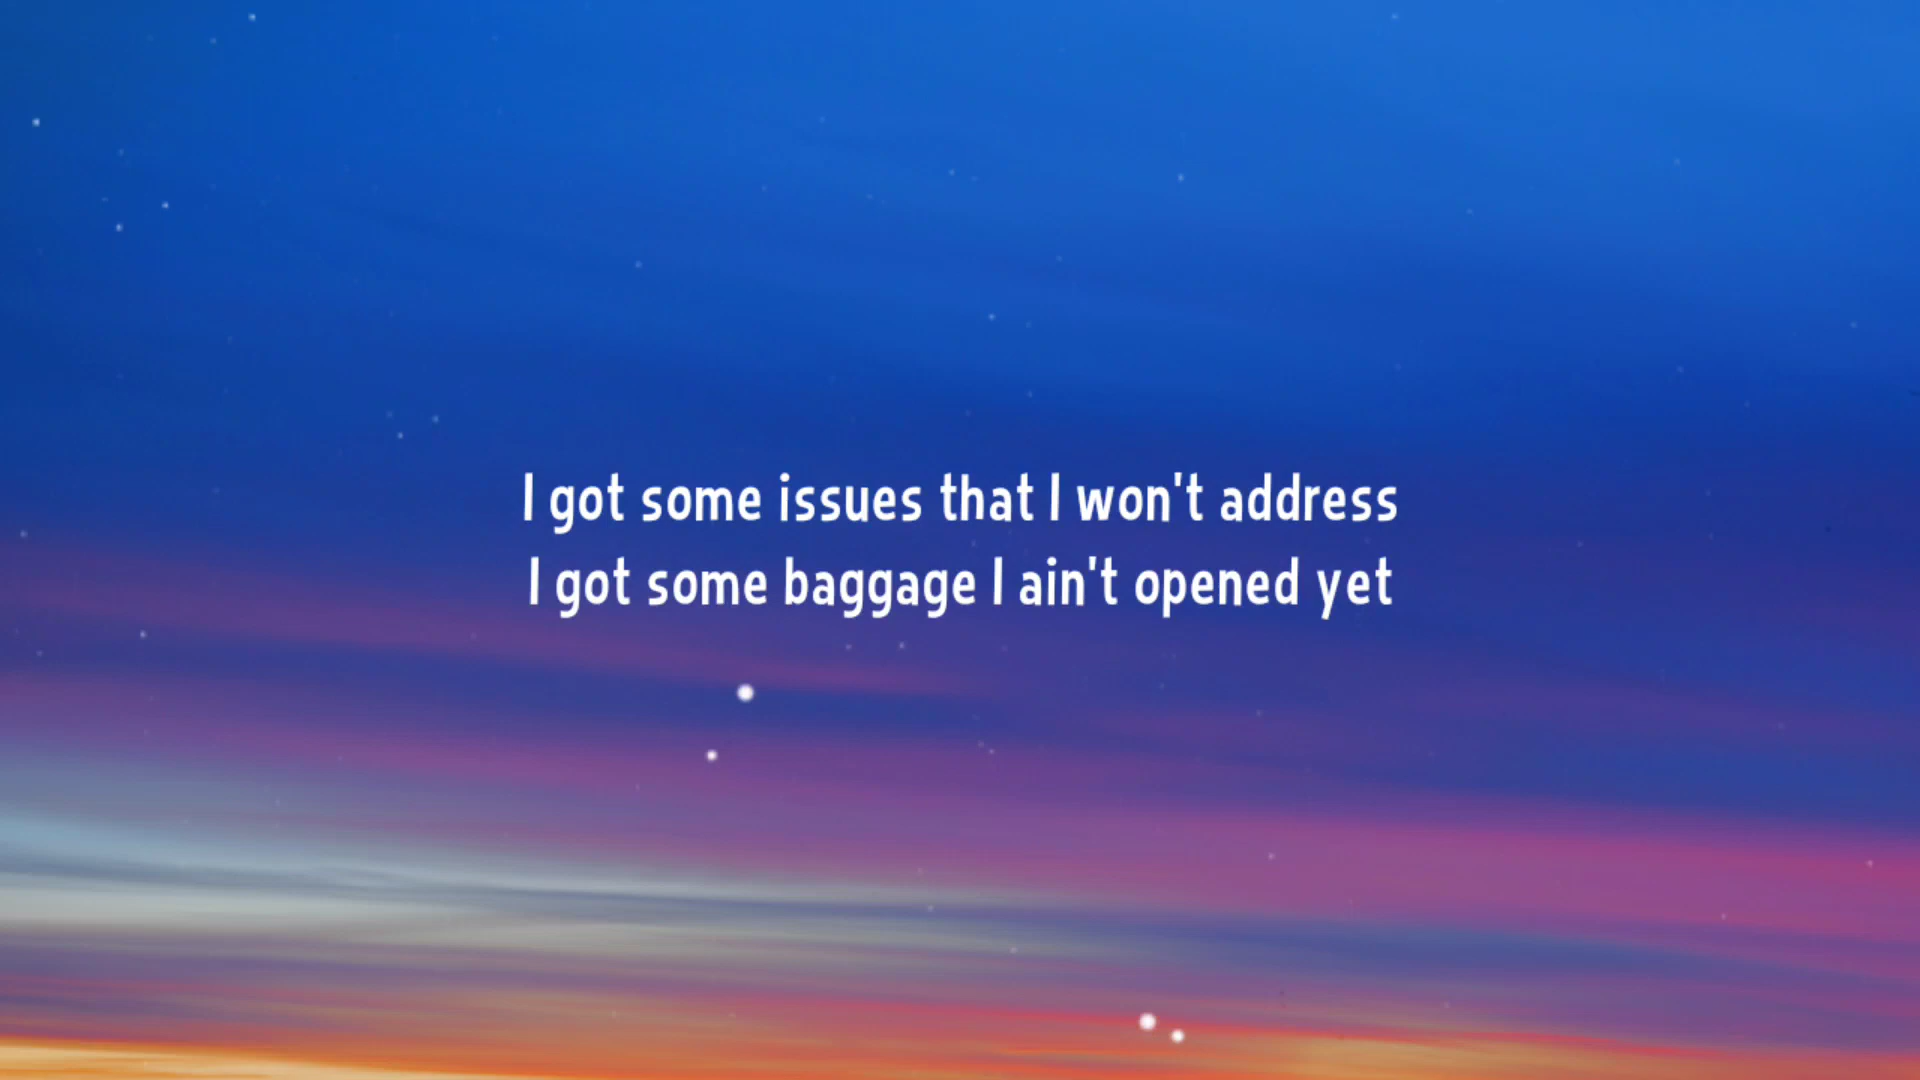 I got some issues that I won't address
I got some baggage I ain't opened yet